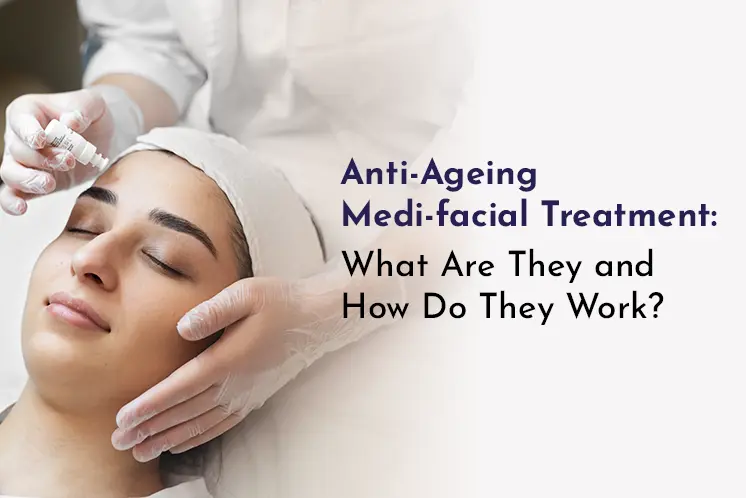 Anti-Ageing
Medi-facial Treatment:
What Are They and
How Do They Work?